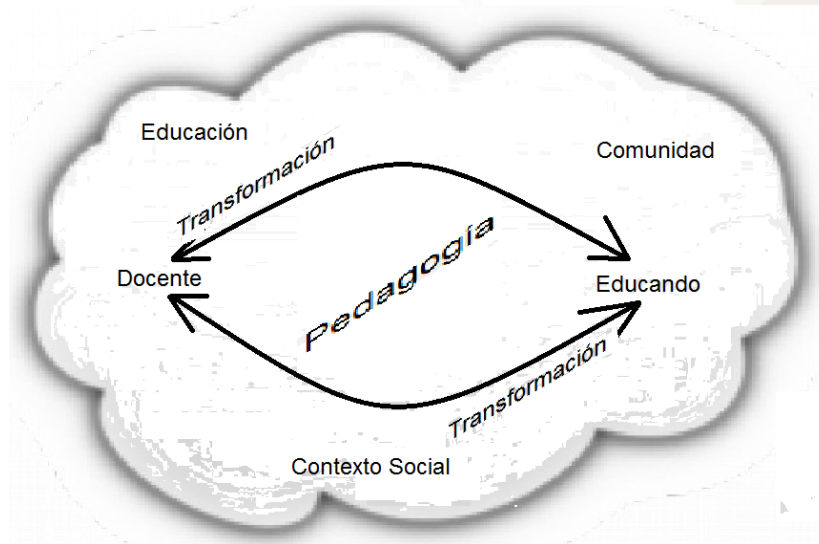 Educación
Comunidad
Transformación
Pedagogía
Docente
Educando
Transformación
Contexto Social